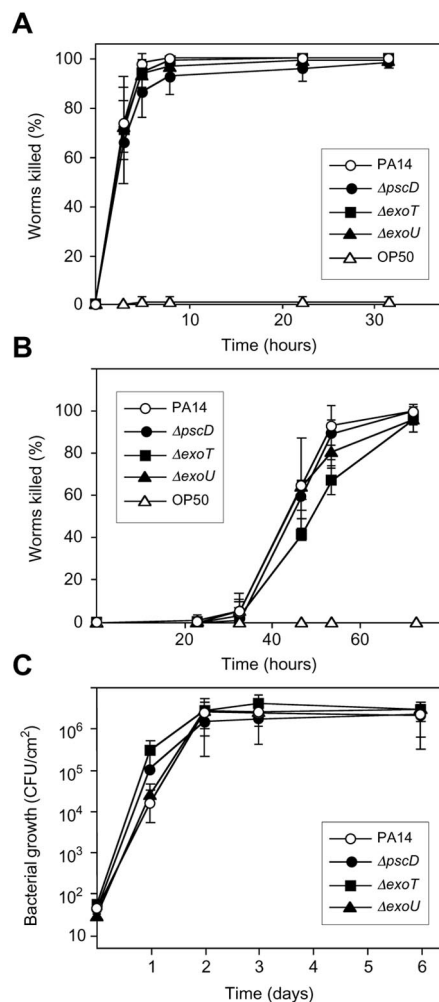 A
100
80
60
40
20
0
Worms killed (%)
PA14
ΔpscD
ΔexoT
ΔexoU
OP50
10
20
30
Time (hours)
B
100
80
60
40
20
0
Worms killed (%)
PA14
ΔpscD
ΔexoT
ΔexoU
OP50
20
40
60
Time (hours)
C
10⁶
10⁵
10⁴
10³
10²
10
Bacterial growth (CFU/cm²)
PA14
ΔpscD
ΔexoT
ΔexoU
1
2
3
4
5
6
Time (days)